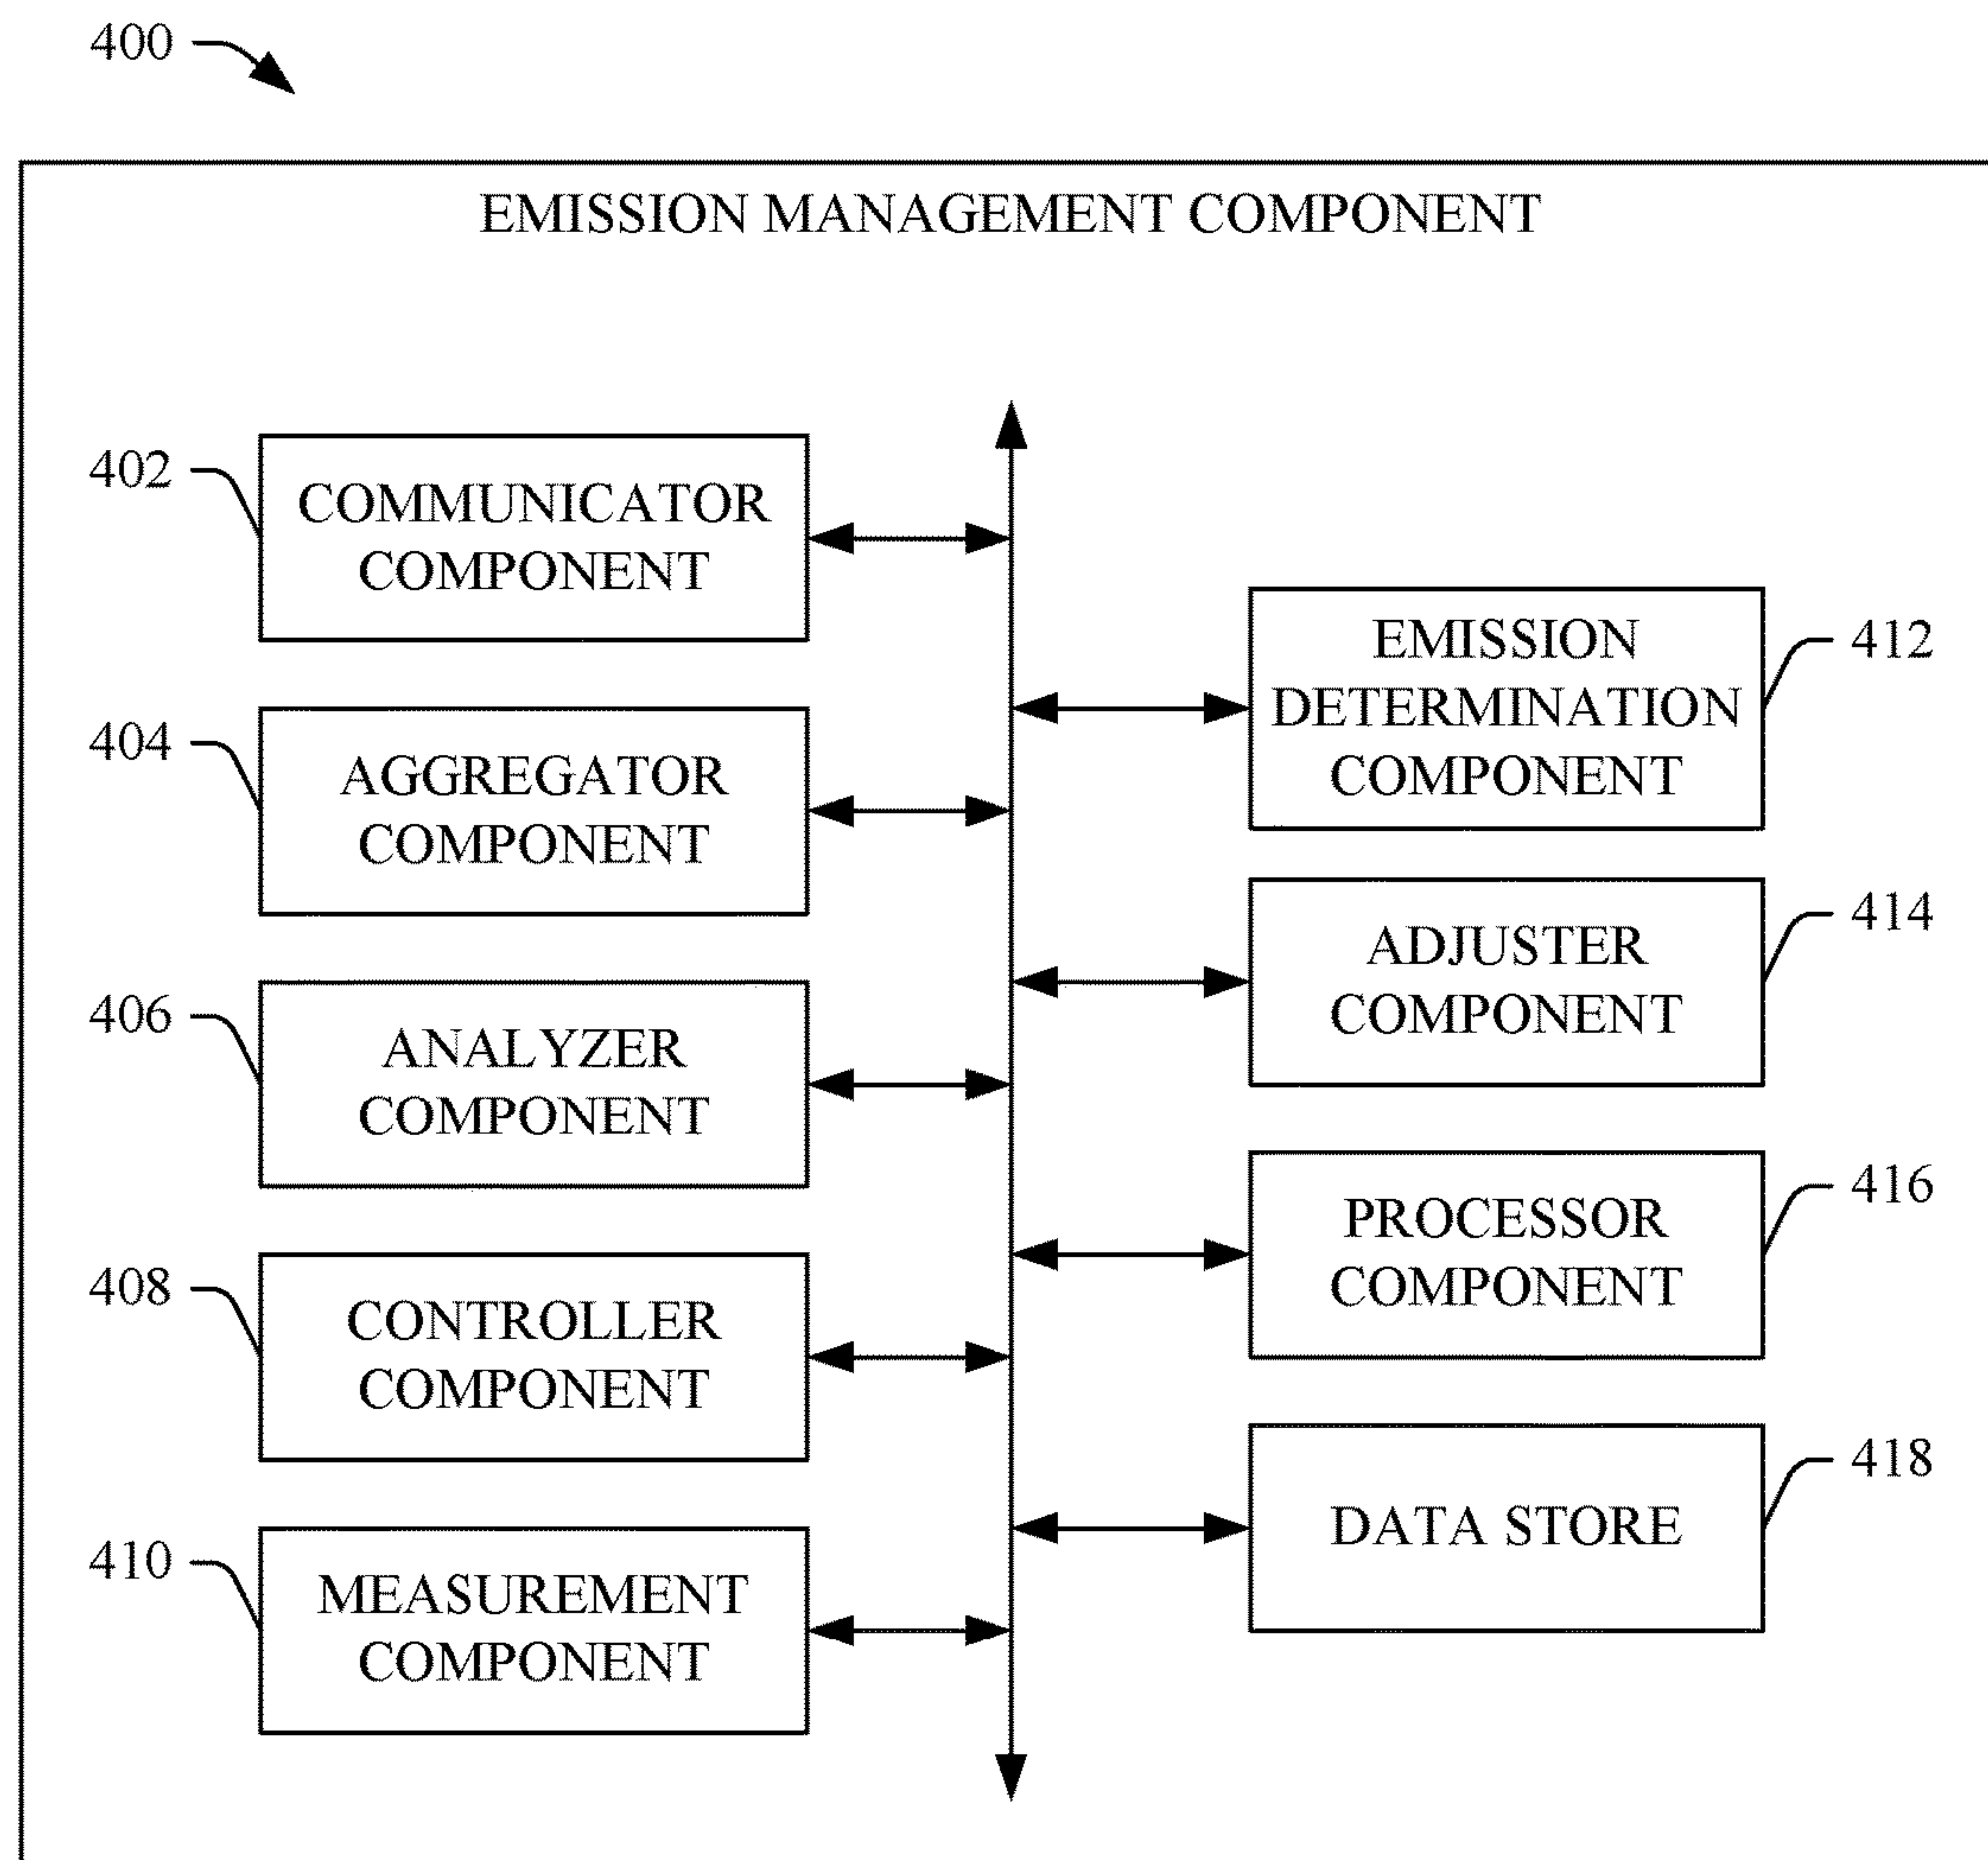 400
EMISSION MANAGEMENT COMPONENT
402
COMMUNICATOR
COMPONENT
404
AGGREGATOR
COMPONENT
406
ANALYZER
COMPONENT
408
CONTROLLER
COMPONENT
410
MEASUREMENT
COMPONENT
412
EMISSION
DETERMINATION
COMPONENT
414
ADJUSTER
COMPONENT
416
PROCESSOR
COMPONENT
418
DATA STORE